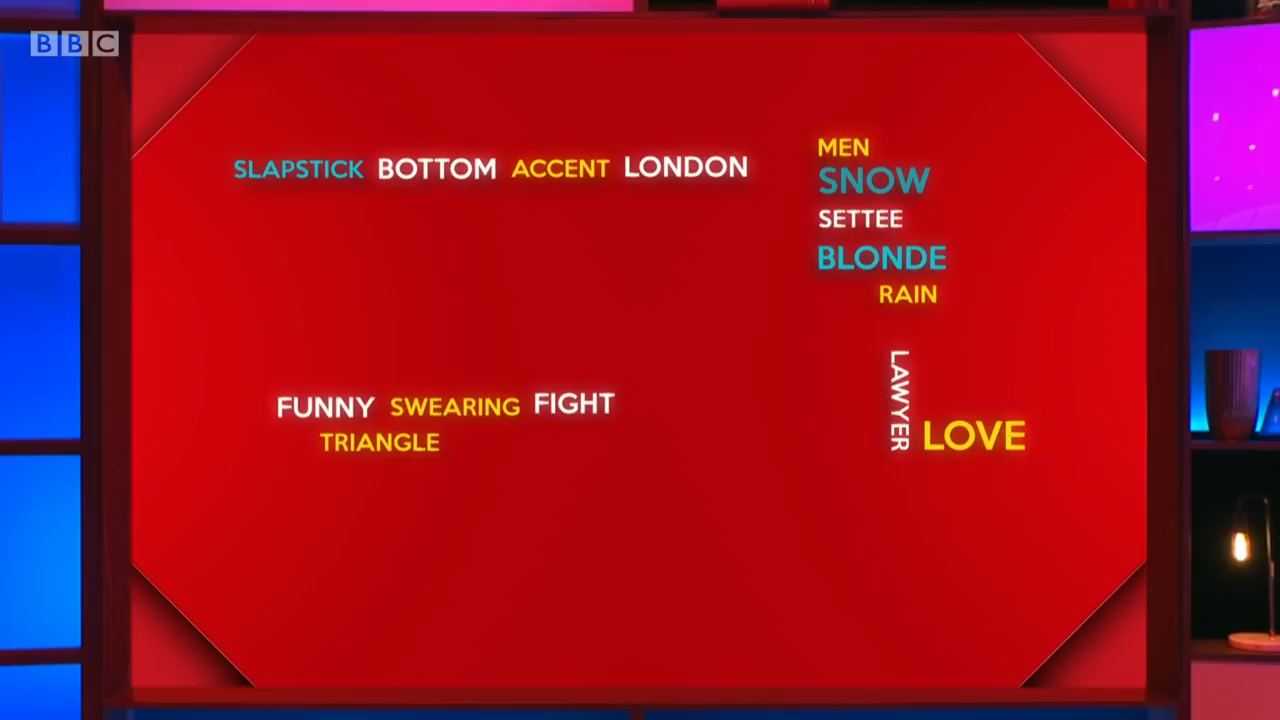 BBC
SLAPSTICK BOTTOM ACCENT LONDON
MEN
SNOW
SETTEE
BLONDE
RAIN
LAWYER
LOVE
FUNNY SWEARING FIGHT
TRIANGLE